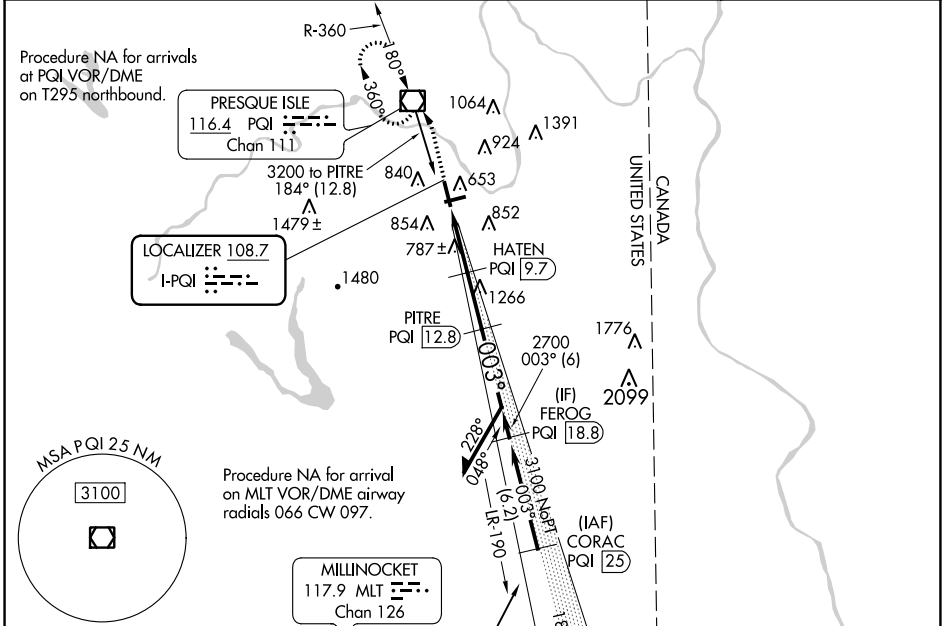 R-360
180°
360°
Procedure NA for arrivals
at PQI VOR/DME
on T295 northbound.
PRESQUE ISLE
116.4 PQI
Chan 111
1064
1391
924
3200 to PITRE
184° (12.8)
840
653
1479 ±
854
852
787 ±
CANADA
UNITED STATES
LOCALIZER 108.7
I-PQI
HATEN
PQI 9.7
1480
1266
PITRE
PQI 12.8
003°
2700
003° (6)
1776
2099
(IF)
FEROG
PQI 18.8
228°
048°
MSA PQI 25 NM
3100
Procedure NA for arrival
on MLT VOR/DME airway
radials 066 CW 097.
3100 NoPT
003°
(6.2)
LR-190
(IAF)
CORAC
PQI 25
MILLINOCKET
117.9 MLT
Chan 126